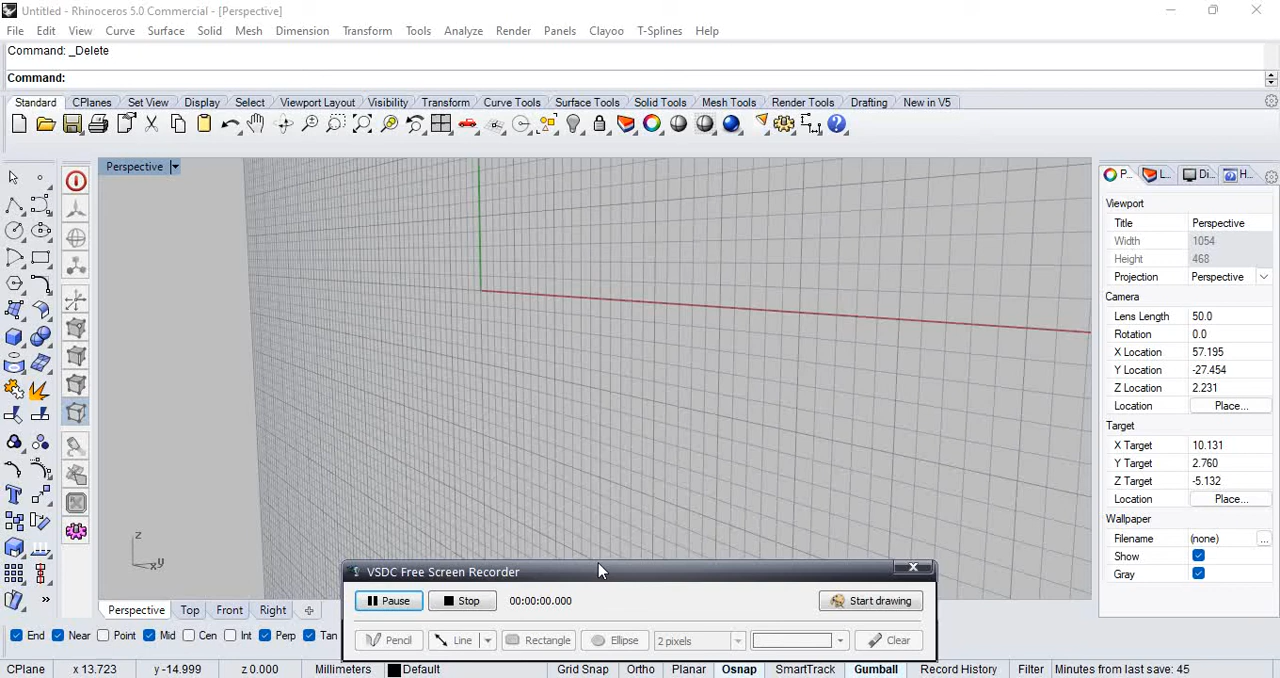 Untitled - Rhinoceros 5.0 Commercial - [Perspective]
File Edit View Curve Surface Solid Mesh Dimension Transform Tools Analyze Render Panels Clayoo T-Splines Help
Command: _Delete
Command:
Standard CPlanes Set View Display Select Viewport Layout Visibility Transform Curve Tools Surface Tools Solid Tools Mesh Tools Render Tools Drafting New in V5
Perspective
P... L... Di... H...
Viewport
Title Perspective
Width 1054
Height 468
Projection Perspective
Camera
Lens Length 50.0
Rotation 0.0
X Location 57.195
Y Location -27.454
Z Location 2.231
Location Place...
Target
X Target 10.131
Y Target 2.760
Z Target -5.132
Location Place...
Wallpaper
Filename (none) ...
Show
Gray
z
x y
VSDC Free Screen Recorder
Pause Stop 00:00:00.000 Start drawing
Pencil Line Rectangle Ellipse 2 pixels Clear
Perspective Top Front Right
End Near Point Mid Cen Int Perp Tan
CPlane x 13.723 y -14.999 z 0.000 Millimeters Default Grid Snap Ortho Planar Osnap SmartTrack Gumball Record History Filter Minutes from last save: 45